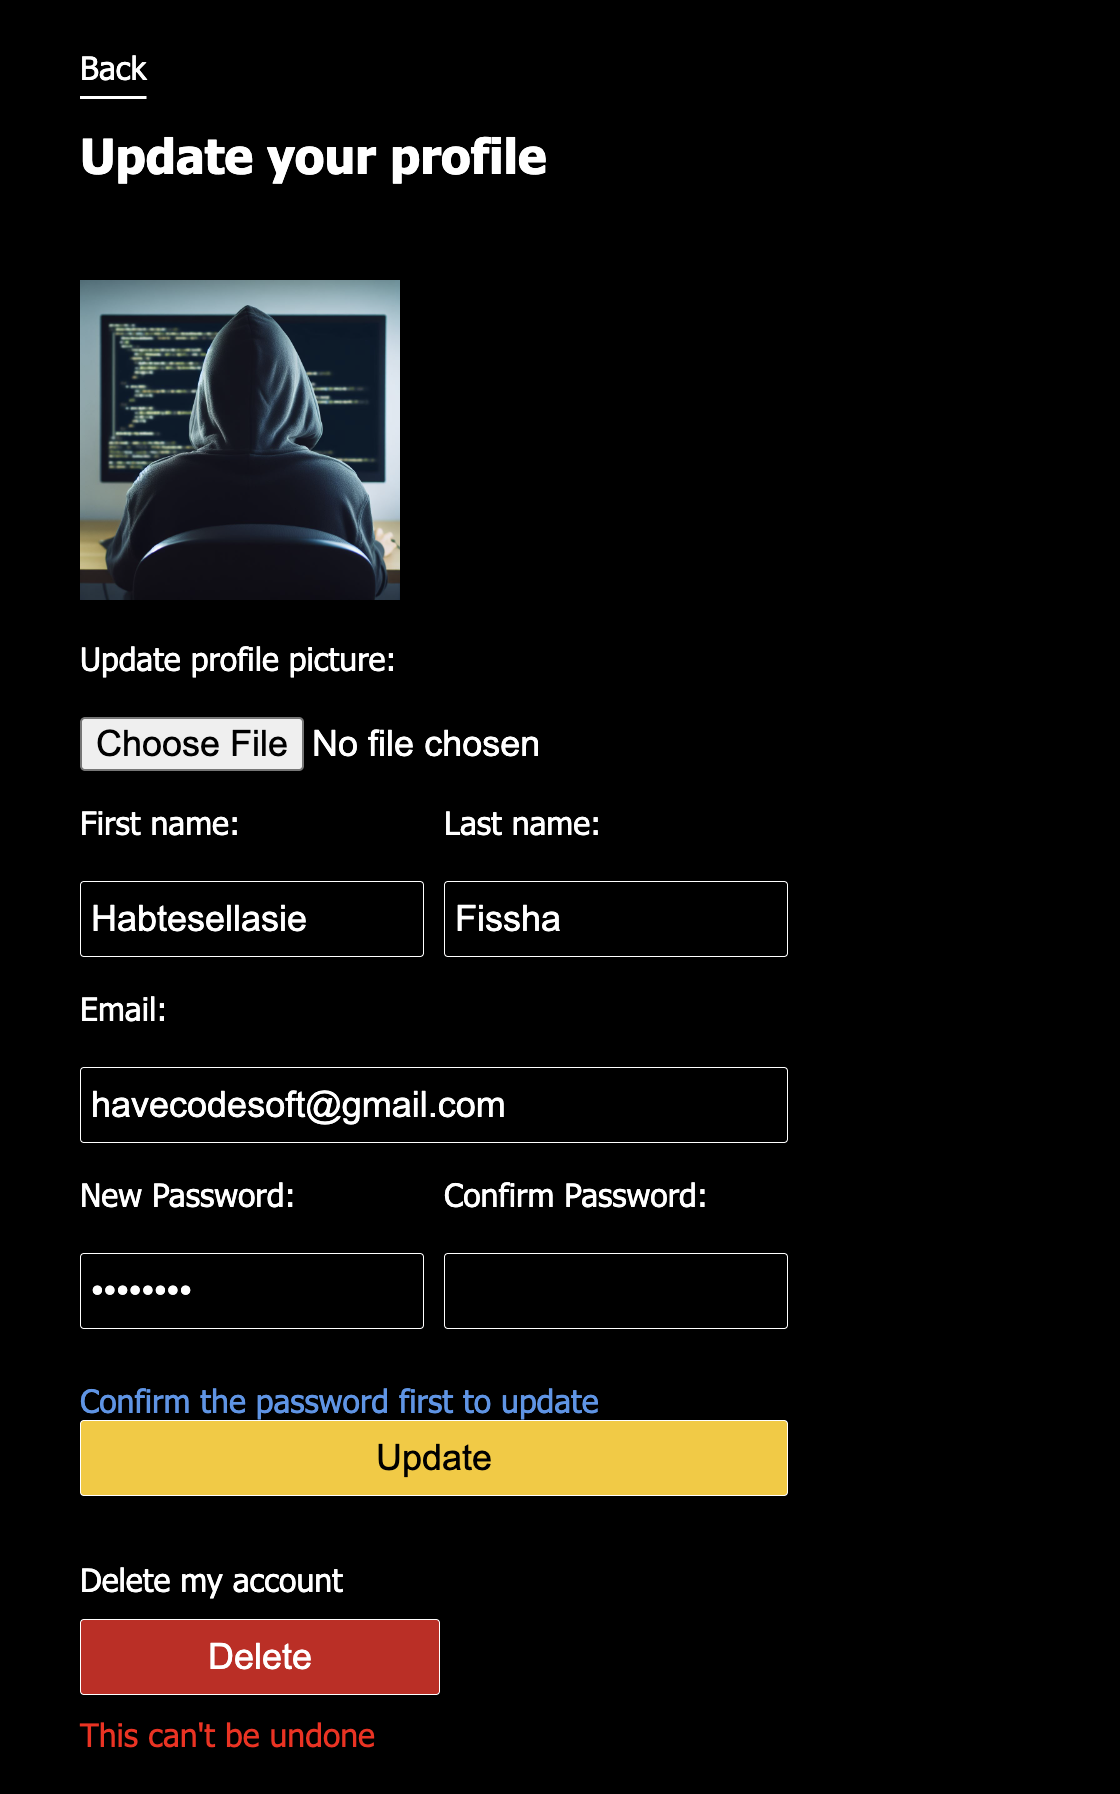 Back
Update your profile
Update profile picture:
Choose File No file chosen
First name: Last name:
Habtesellasie Fissha
Email:
havecodesoft@gmail.com
New Password: Confirm Password:
••••••••
Confirm the password first to update
Update
Delete my account
Delete
This can't be undone